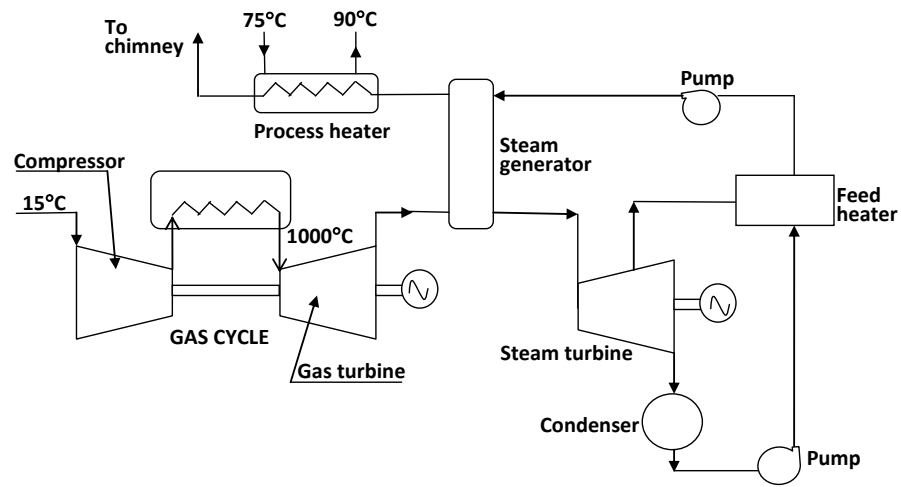 To
chimney
75°C
90°C
Process heater
Pump
Steam
generator
Compressor
15°C
1000°C
Feed
heater
GAS CYCLE
Gas turbine
Steam turbine
Condenser
Pump